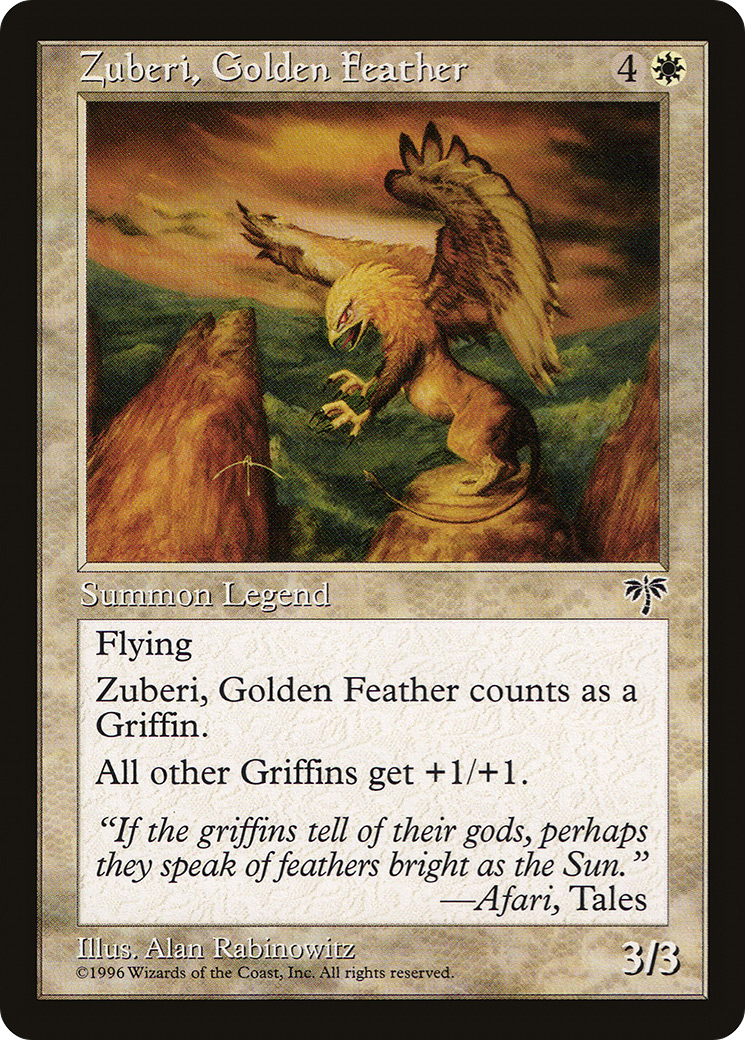 Zuberi, Golden Feather 4
Summon Legend
Flying
Zuberi, Golden Feather counts as a
Griffin.
All other Griffins get +1/+1.
“If the griffins tell of their gods, perhaps
they speak of feathers bright as the Sun.”
—Afari, Tales
Illus. Alan Rabinowitz
©1996 Wizards of the Coast, Inc. All rights reserved.
3/3